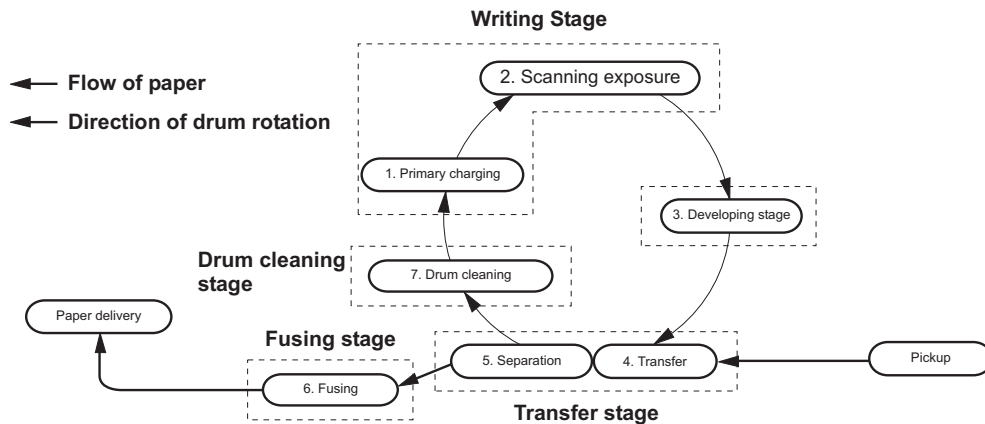 Writing Stage
2. Scanning exposure
Flow of paper
Direction of drum rotation
1. Primary charging
3. Developing stage
Drum cleaning
stage
7. Drum cleaning
Paper delivery
Fusing stage
5. Separation
4. Transfer
Pickup
6. Fusing
Transfer stage